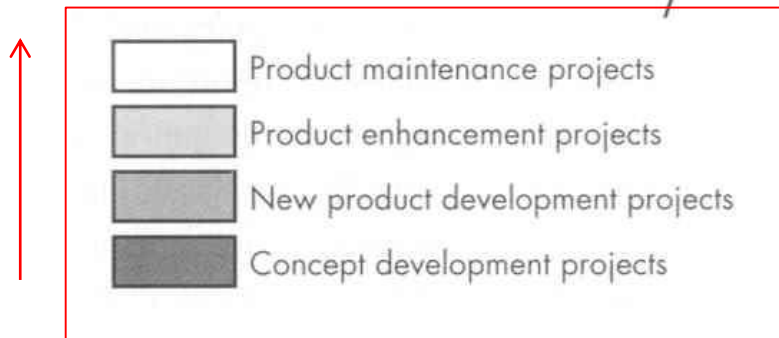 Product maintenance projects
Product enhancement projects
New product development projects
Concept development projects